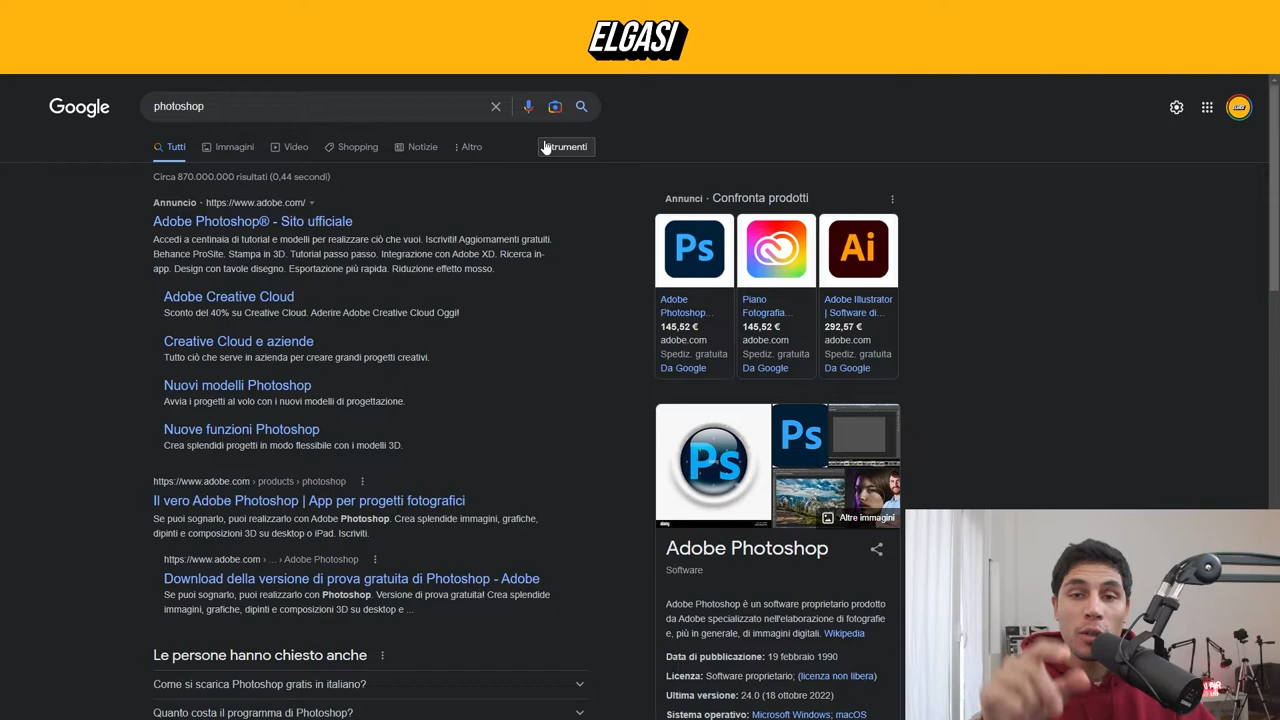 ELGASI
Google
photoshop
Tutti
Immagini
Video
Shopping
Notizie
Altro
Circa 870.000.000 risultati (0,44 secondi)
Annuncio · https://www.adobe.com/
Adobe Photoshop® - Sito ufficiale
Accedi a centinaia di tutorial e modelli per realizzare ciò che vuoi. Iscriviti! Aggiornamenti gratuiti.
Behance ProSite. Stampa in 3D. Tutorial passo passo. Integrazione con Adobe XD. Ricerca in-
app. Design con tavole disegno. Esportazione più rapida. Riduzione effetto mosso.
Adobe Creative Cloud
Sconto del 40% su Creative Cloud. Aderire Adobe Creative Cloud Oggi!
Creative Cloud e aziende
Tutto ciò che serve in azienda per creare grandi progetti creativi.
Nuovi modelli Photoshop
Avvia i progetti al volo con i nuovi modelli di progettazione.
Nuove funzioni Photoshop
Crea splendidi progetti in modo flessibile con i modelli 3D.
https://www.adobe.com › products › photoshop
Il vero Adobe Photoshop | App per progetti fotografici
Se puoi sognarlo, puoi realizzarlo con Adobe Photoshop. Crea splendide immagini, grafiche,
dipinti e composizioni 3D su desktop o iPad. Iscriviti.
https://www.adobe.com › ... › Adobe Photoshop
Download della versione di prova gratuita di Photoshop - Adobe
Se puoi sognarlo, puoi realizzarlo con Photoshop. Versione di prova gratuita! Crea splendide
immagini, grafiche, dipinti e composizioni 3D su desktop e ...
Le persone hanno chiesto anche
Come si scarica Photoshop gratis in italiano?
Quanto costa il programma di Photoshop?
Annunci · Confronta prodotti
Ps
Ai
Adobe
Photoshop...
145,52 €
adobe.com
Spediz. gratuita
Da Google
Piano
Fotografia...
145,52 €
adobe.com
Spediz. gratuita
Da Google
Adobe Illustrator
| Software di...
292,57 €
adobe.com
Spediz. gratuita
Da Google
Ps
Ps
Altre immagini
Adobe Photoshop
Software
Adobe Photoshop è un software proprietario prodotto
da Adobe specializzato nell'elaborazione di fotografie
e, più in generale, di immagini digitali. Wikipedia
Data di pubblicazione: 19 febbraio 1990
Licenza: Software proprietario; (licenza non libera)
Ultima versione: 24.0 (18 ottobre 2022)
Sistema operativo: Microsoft Windows; macOS